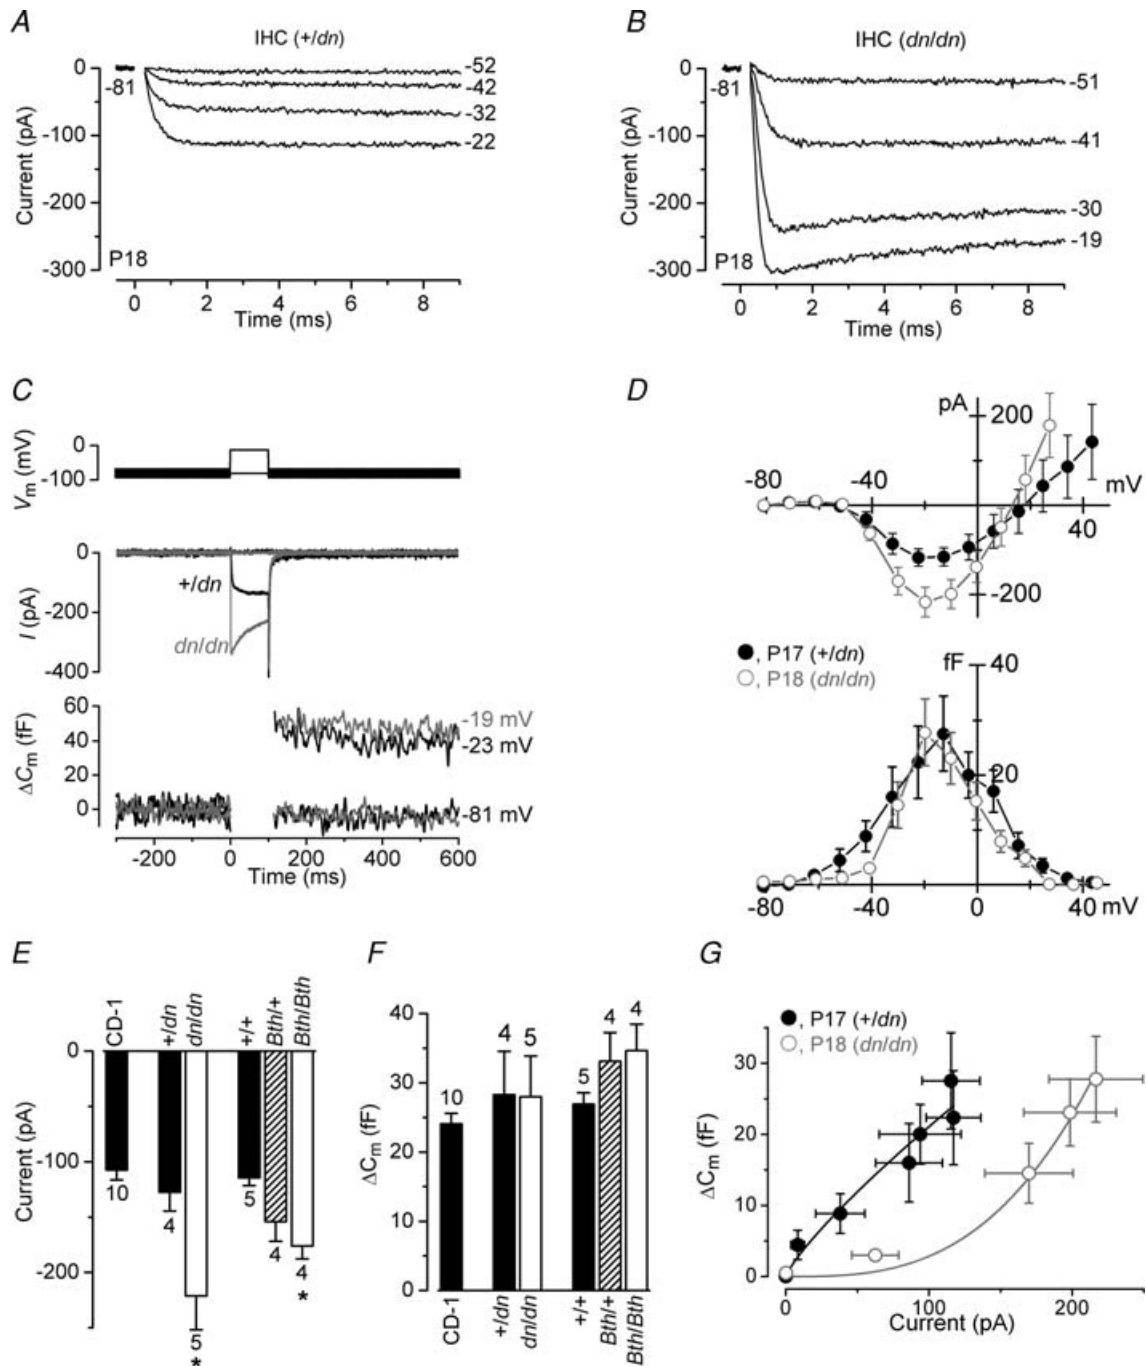 A
IHC (+/dn)
0
-100
-200
-300
Current (pA)
-81
-52
-42
-32
-22
P18
0 2 4 6 8
Time (ms)
B
IHC (dn/dn)
0
-100
-200
-300
Current (pA)
-81
-51
-41
-30
-19
P18
0 2 4 6 8
Time (ms)
C
Vm (mV)
0
-100
I (pA)
0
-200
-400
+/dn
dn/dn
ΔCm (fF)
60
40
20
0
-19 mV
-23 mV
-81 mV
-200 0 200 400 600
Time (ms)
D
pA
200
-80 -40
mV
40
-200
, P17 (+/dn)
, P18 (dn/dn)
fF
40
20
-80 -40 0 40 mV
E
CD-1 +/dn dn/dn +/+ Bth/+ Bth/Bth
0
-100
-200
Current (pA)
10 4 5 5 4 4
* *
F
40
30
20
10
0
ΔCm (fF)
10 4 5 5 4 4
CD-1 +/dn dn/dn +/+ Bth/+ Bth/Bth
G
, P17 (+/dn)
, P18 (dn/dn)
30
20
10
0
ΔCm (fF)
0 100 200
Current (pA)